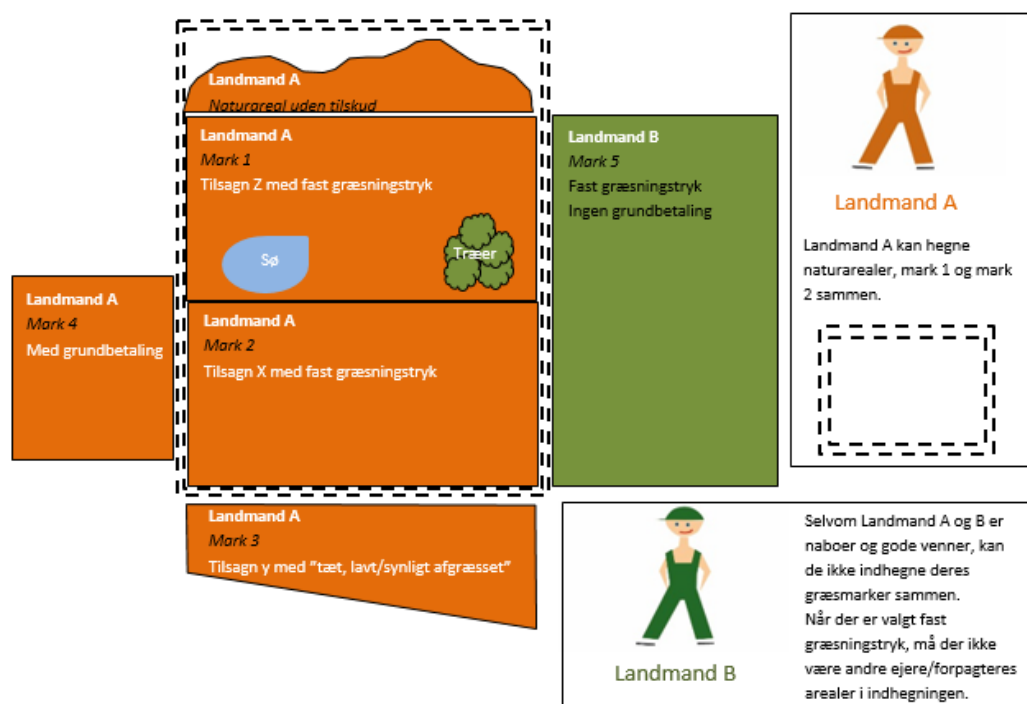 Landmand A
Naturareal uden tilskud
Landmand A
Mark 1
Tilsagn Z med fast græsningstryk
Sø
Træer
Landmand A
Mark 2
Tilsagn X med fast græsningstryk
Landmand A
Mark 4
Med grundbetaling
Landmand A
Mark 3
Tilsagn y med "tæt, lavt/synligt afgræsset"
Landmand B
Mark 5
Fast græsningstryk
Ingen grundbetaling
Landmand A
Landmand A kan hegne
naturarealer, mark 1 og mark
2 sammen.
Landmand B
Selvom Landmand A og B er
naboer og gode venner, kan
de ikke indhegne deres
græsmarker sammen.
Når der er valgt fast
græsningstryk, må der ikke
være andre ejere/forpagteres
arealer i indhegningen.